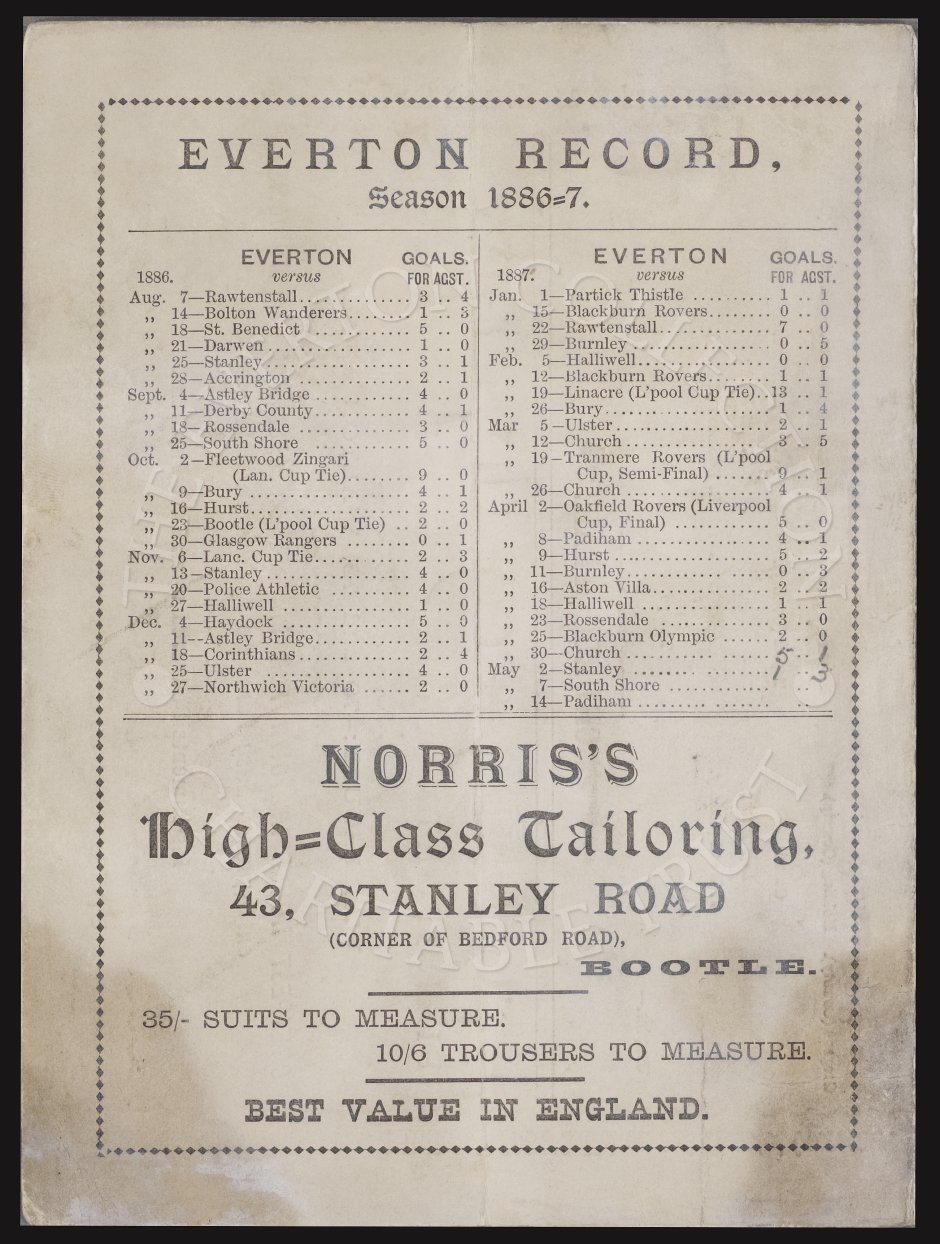 EVERTON RECORD,
Season 1886=7.
EVERTON GOALS.
1886. versus FOR AGST.
Aug. 7—Rawtenstall.............. 3 .. 4
„ 14—Bolton Wanderers........ 1 .. 3
„ 18—St. Benedict .............. 5 .. 0
„ 21—Darwen .................. 1 .. 0
„ 25—Stanley................... 3 .. 1
„ 28—Accrington .............. 2 .. 1
Sept. 4—Astley Bridge ............ 4 .. 0
„ 11—Derby County............ 4 .. 1
„ 18—Rossendale .............. 3 .. 0
„ 25—South Shore ............ 5 .. 0
Oct. 2—Fleetwood Zingari
(Lan. Cup Tie)........ 9 .. 0
„ 9—Bury .................... 4 .. 1
„ 16—Hurst.................... 2 .. 2
„ 23—Bootle (L'pool Cup Tie) .. 2 .. 0
„ 30—Glasgow Rangers ........ 0 .. 1
Nov. 6—Lanc. Cup Tie............ 2 .. 3
„ 13—Stanley .................. 4 .. 0
„ 20—Police Athletic .......... 4 .. 0
„ 27—Halliwell ................ 1 .. 0
Dec. 4—Haydock ................ 5 .. 0
„ 11--Astley Bridge............ 2 .. 1
„ 18—Corinthians.............. 2 .. 4
„ 25—Ulster .................. 4 .. 0
„ 27—Northwich Victoria ...... 2 .. 0
EVERTON GOALS.
1887. versus FOR AGST.
Jan. 1—Partick Thistle .......... 1 .. 1
„ 15—Blackburn Rovers........ 0 .. 0
„ 22—Rawtenstall.............. 7 .. 0
„ 29—Burnley .................. 0 .. 5
Feb. 5—Halliwell................. 0 .. 0
„ 12—Blackburn Rovers........ 1 .. 1
„ 19—Linacre (L'pool Cup Tie)..13 .. 1
„ 26—Bury..................... 1 .. 4
Mar 5—Ulster.................... 2 .. 1
„ 12—Church .................. 3 .. 5
„ 19—Tranmere Rovers (L'pool
Cup, Semi-Final) ....... 9 .. 1
„ 26—Church .................. 4 .. 1
April 2—Oakfield Rovers (Liverpool
Cup, Final) ............ 5 .. 0
„ 8—Padiham ................. 4 .. 1
„ 9—Hurst .................... 5 .. 2
„ 11—Burnley.................. 0 .. 3
„ 16—Aston Villa............... 2 .. 2
„ 18—Halliwell ................ 1 .. 1
„ 23—Rossendale .............. 3 .. 0
„ 25—Blackburn Olympic ...... 2 .. 0
„ 30—Church .................. 5 .. 1
May 2—Stanley .................. 1 .. 3
„ 7—South Shore ............. ..
„ 14—Padiham ................ ..
NORRIS'S
High=Class Tailoring,
43, STANLEY ROAD
(CORNER OF BEDFORD ROAD),
BOOTLE.
35/- SUITS TO MEASURE.
10/6 TROUSERS TO MEASURE.
BEST VALUE IN ENGLAND.
THE EVERTON COLLECTION
CHARITABLE TRUST